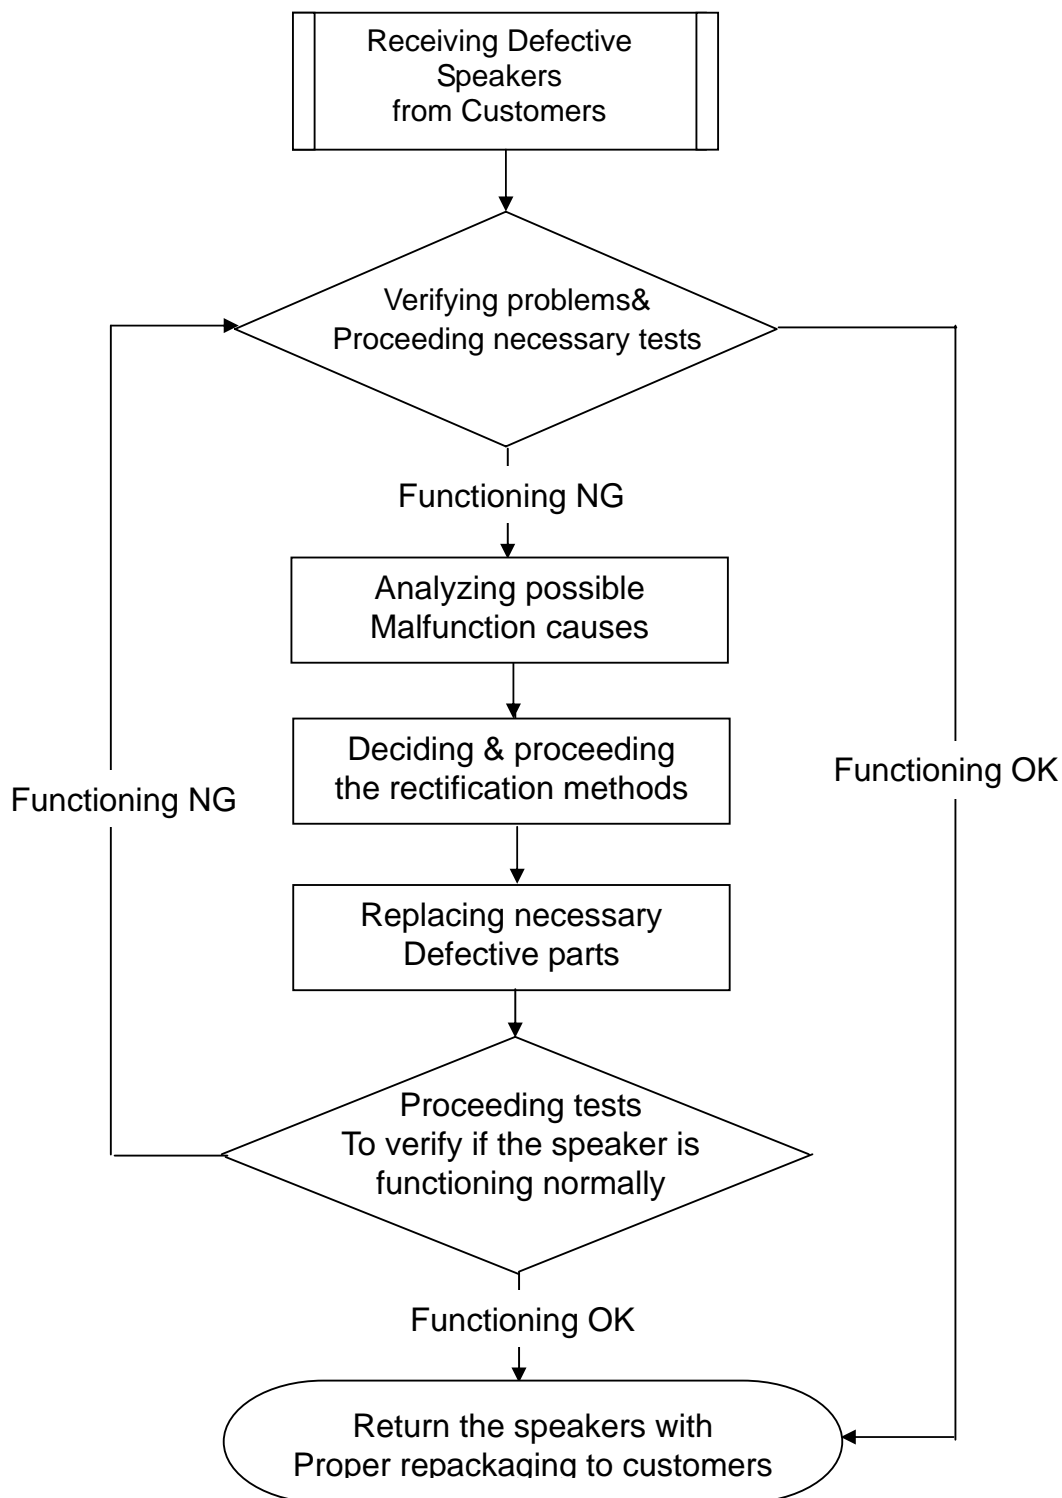 Receiving Defective
Speakers
from Customers
Verifying problems&
Proceeding necessary tests
Functioning NG
Analyzing possible
Malfunction causes
Deciding & proceeding
the rectification methods
Functioning OK
Functioning NG
Replacing necessary
Defective parts
Proceeding tests
To verify if the speaker is
functioning normally
Functioning OK
Return the speakers with
Proper repackaging to customers